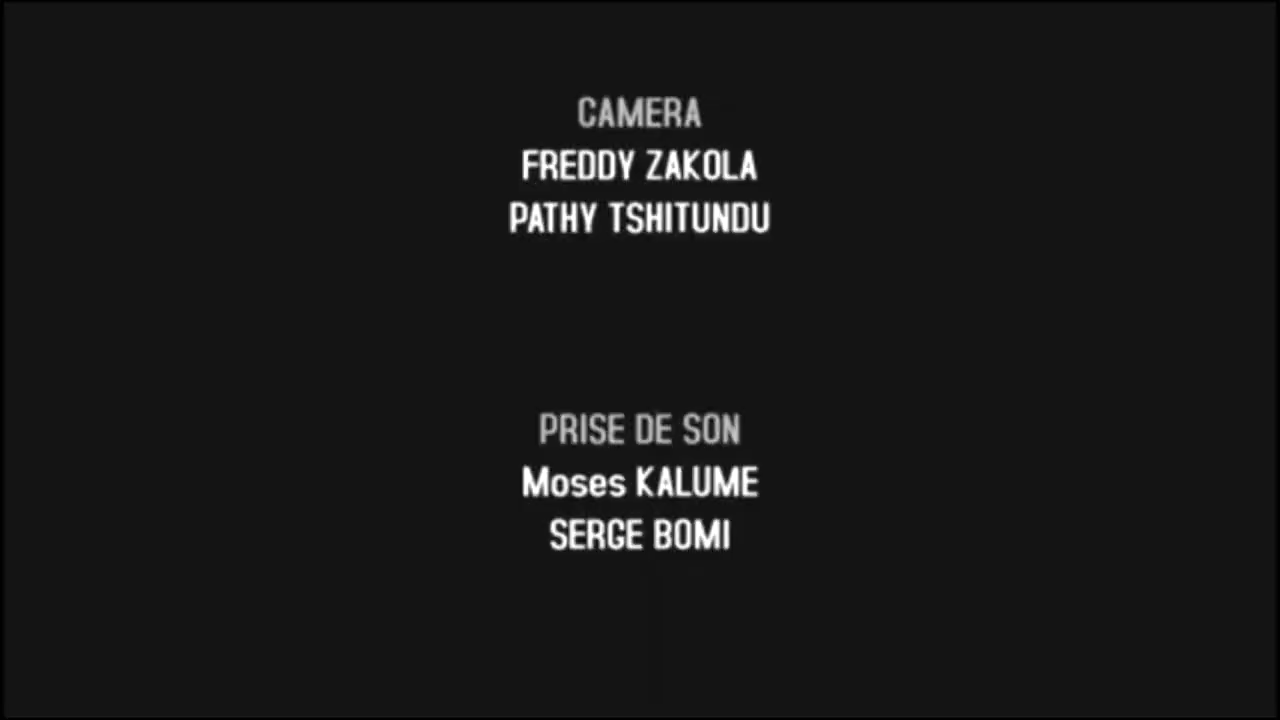 CAMERA
FREDDY ZAKOLA
PATHY TSHITUNDU
PRISE DE SON
Moses KALUME
SERGE BOMI